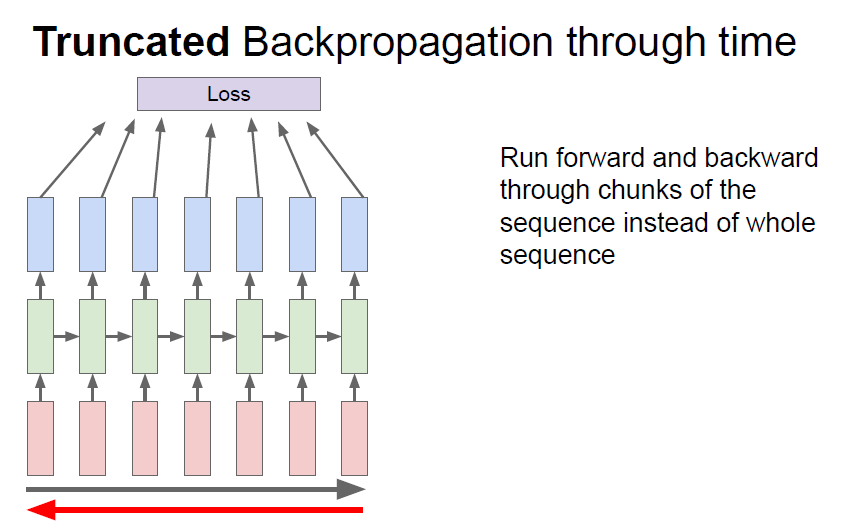 Truncated Backpropagation through time
Loss
Run forward and backward
through chunks of the
sequence instead of whole
sequence